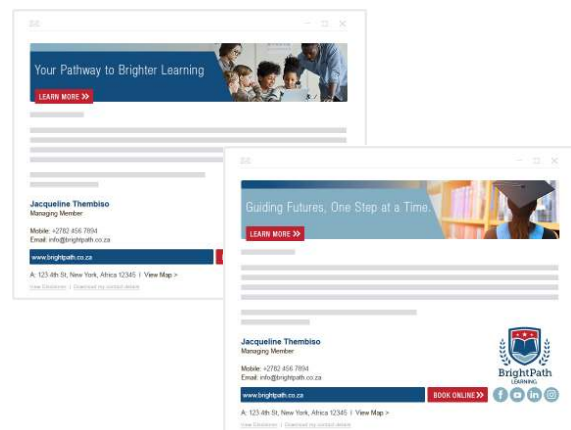 Your Pathway to Brighter Learning
LEARN MORE >>
Jacqueline Thembiso
Managing Member
Mobile: +2782 456 7894
Email: info@brightpath.co.za
www.brightpath.co.za
A: 123 4th St, New York, Africa 12345 | View Map >
View Disclaimer | Download my contact details
Guiding Futures, One Step at a Time.
LEARN MORE >>
Jacqueline Thembiso
Managing Member
Mobile: +2782 456 7894
Email: info@brightpath.co.za
BrightPath
LEARNING
www.brightpath.co.za
BOOK ONLINE >>
A: 123 4th St, New York, Africa 12345 | View Map >
View Disclaimer | Download my contact details